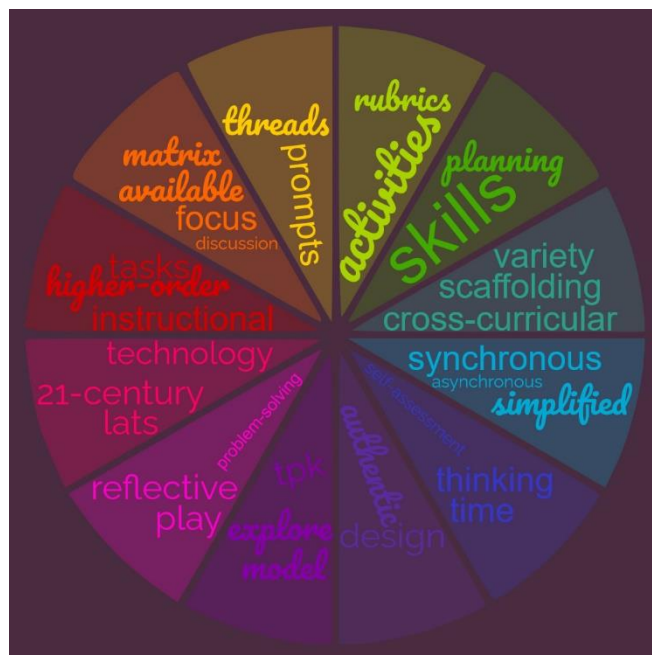 rubrics
activities
planning
skills
variety
scaffolding
cross-curricular
synchronous
asynchronous
simplified
self-assessment
thinking
time
authentic
design
tpk
explore
model
problem-solving
reflective
play
technology
21-century
lats
tasks
higher-order
instructional
matrix
available
focus
discussion
threads
prompts